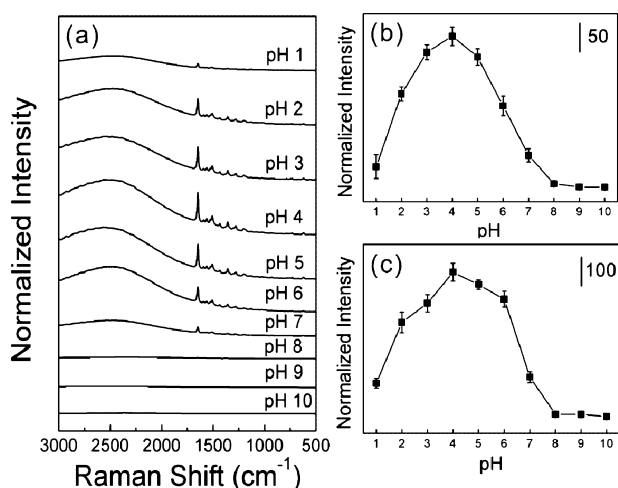 (a)
pH 1
pH 2
pH 3
pH 4
pH 5
pH 6
pH 7
pH 8
pH 9
pH 10
Normalized Intensity
3000 2500 2000 1500 1000 500
Raman Shift (cm⁻¹)
(b)
50
Normalized Intensity
1 2 3 4 5 6 7 8 9 10
pH
(c)
100
Normalized Intensity
1 2 3 4 5 6 7 8 9 10
pH